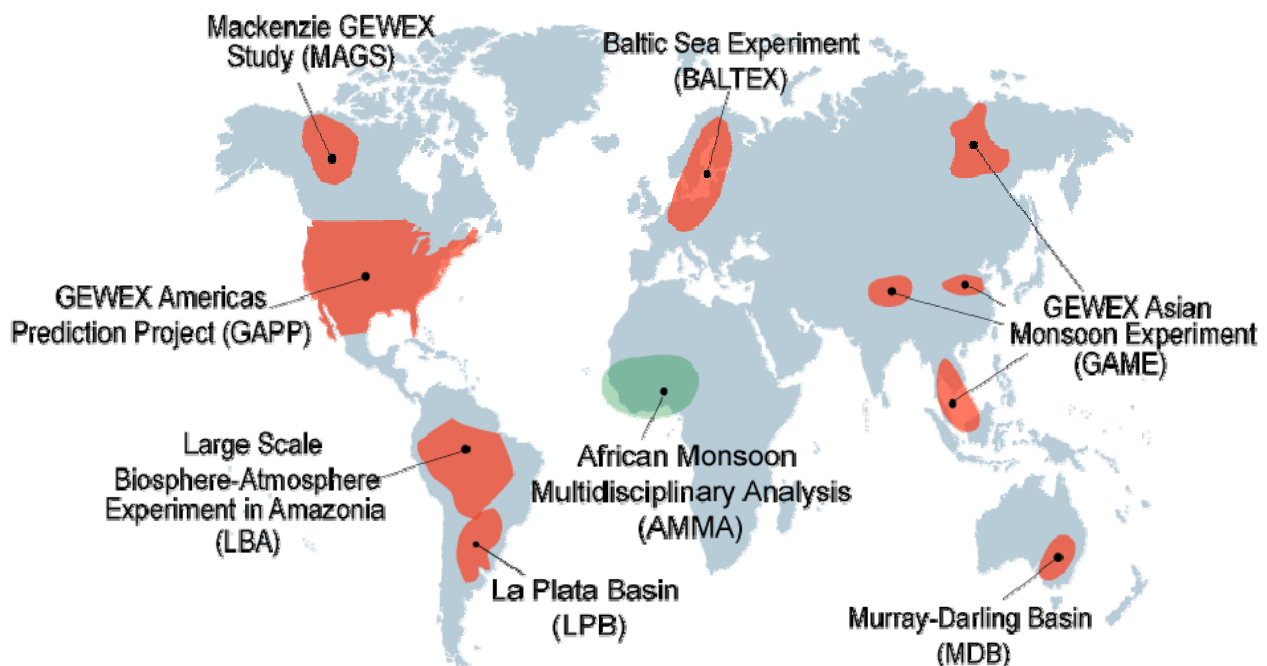 Mackenzie GEWEX
Study (MAGS)
Baltic Sea Experiment
(BALTEX)
GEWEX Americas
Prediction Project (GAPP)
GEWEX Asian
Monsoon Experiment
(GAME)
Large Scale
Biosphere-Atmosphere
Experiment in Amazonia
(LBA)
African Monsoon
Multidisciplinary Analysis
(AMMA)
La Plata Basin
(LPB)
Murray-Darling Basin
(MDB)